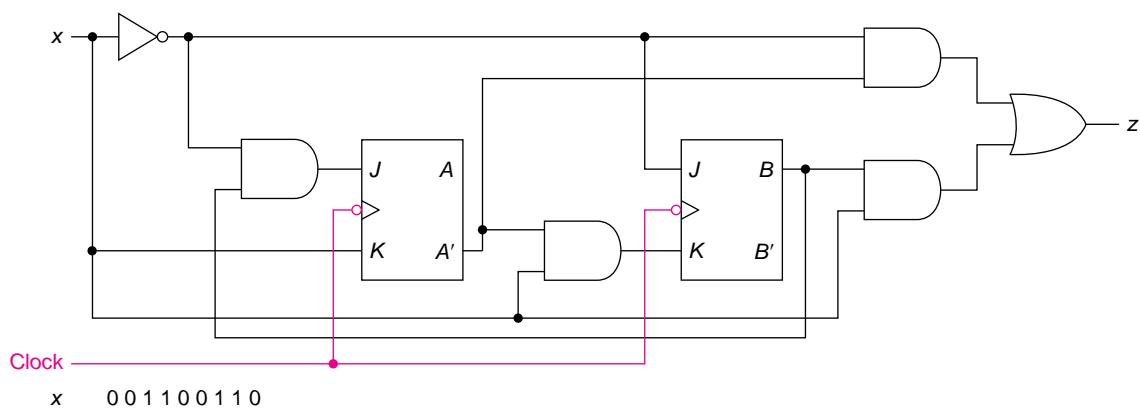 x
z
J A
K A′
J B
K B′
Clock
x 0 0 1 1 0 0 1 1 0